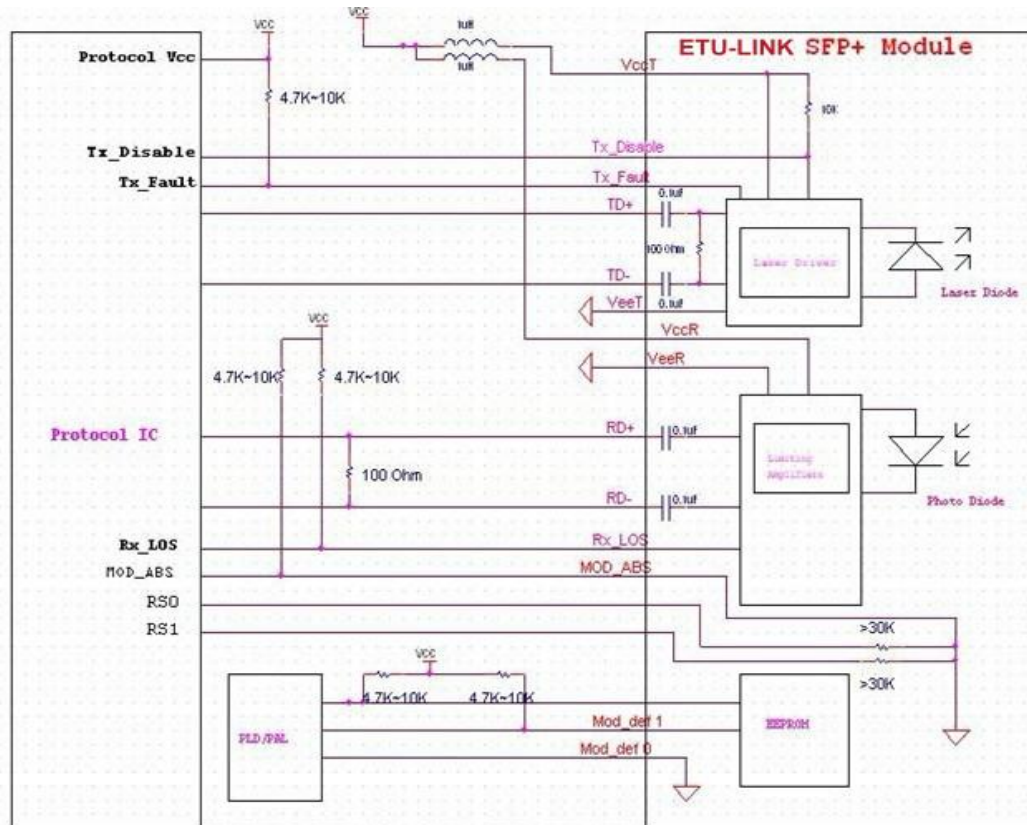 Vcc
Vcc
1uH
1uH
ETU-LINK SFP+ Module
Protocol Vcc
VccT
4.7K~10K
10K
Tx_Disable
Tx_Disable
Tx_Fault
Tx_Fault
0.1uf
TD+
100 Ohm
Laser Driver
TD-
0.1uf
Laser Diode
VeeT
Vcc
VccR
VeeR
4.7K~10K
4.7K~10K
Protocol IC
RD+
0.1uf
Limiting
Amplifiers
100 Ohm
RD-
0.1uf
Photo Diode
Rx_LOS
Rx_LOS
MOD_ABS
MOD_ABS
RS0
RS1
>30K
>30K
Vcc
4.7K~10K
4.7K~10K
PLD/PAL
Mod_def 1
EEPROM
Mod_def 0